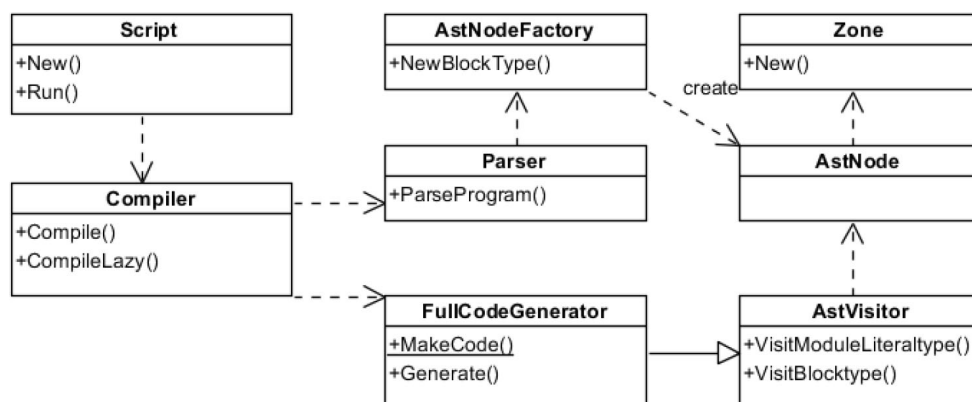 Script
+New()
+Run()
AstNodeFactory
+NewBlockType()
Zone
+New()
create
Parser
+ParseProgram()
AstNode
Compiler
+Compile()
+CompileLazy()
FullCodeGenerator
+MakeCode()
+Generate()
AstVisitor
+VisitModuleLiteraltype()
+VisitBlocktype()